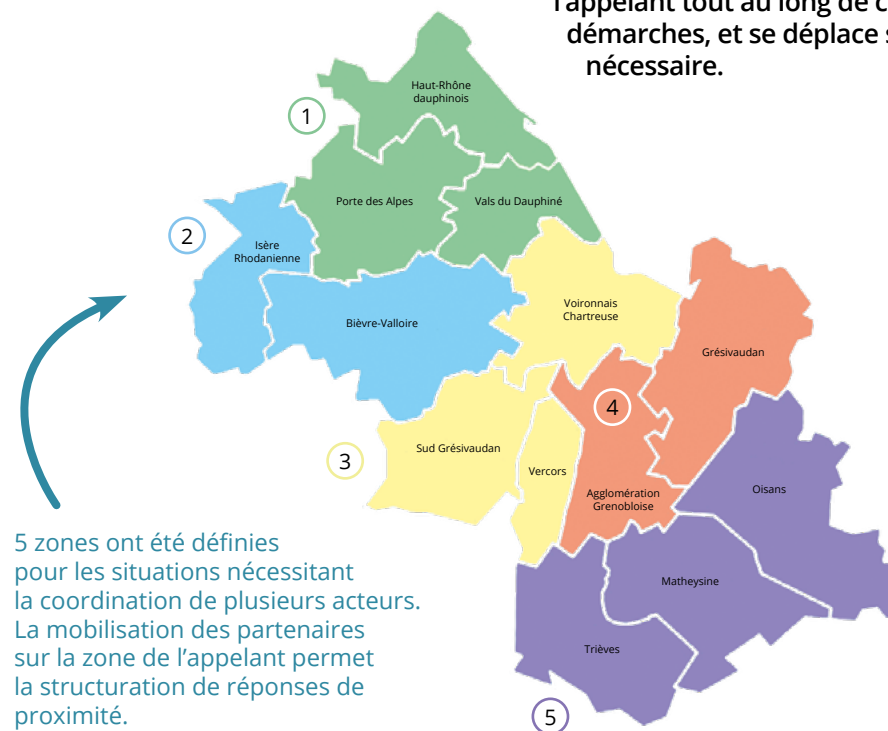 l'appelant tout au long de
démarches, et se déplace
nécessaire.
Haut-Rhône
dauphinois
1
Porte des Alpes
Vals du Dauphiné
2
Isère
Rhodanienne
Bièvre-Valloire
Voironnais
Chartreuse
Grésivaudan
4
3
Sud Grésivaudan
Vercors
Agglomération
Grenobloise
Oisans
5 zones ont été définies
pour les situations nécessitant
la coordination de plusieurs acteurs.
La mobilisation des partenaires
sur la zone de l'appelant permet
la structuration de réponses de
proximité.
Matheysine
Trièves
5